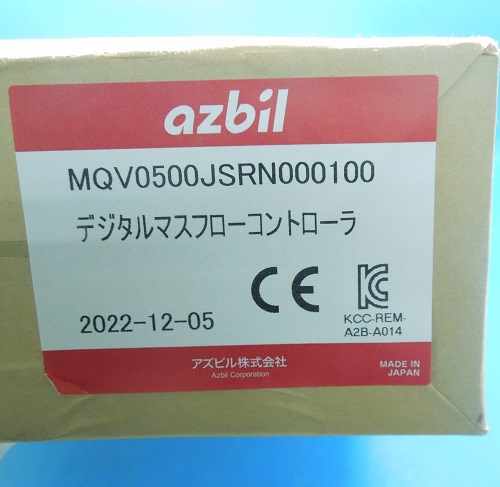 azbil
MQV0500JSRN000100
デジタルマスフローコントローラ
CE
KC
2022-12-05
KCC-REM-
A2B-A014
アズビル株式会社
Azbil Corporation
MADE IN
JAPAN